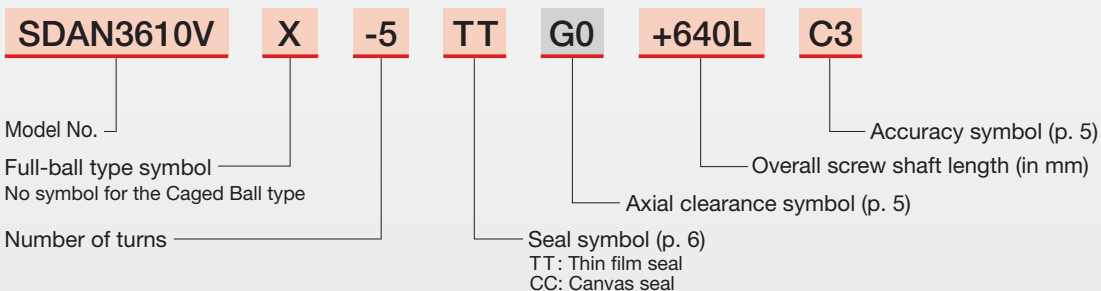 SDAN3610V X -5 TT G0 +640L C3
Model No.
Accuracy symbol (p. 5)
Full-ball type symbol
Overall screw shaft length (in mm)
No symbol for the Caged Ball type
Axial clearance symbol (p. 5)
Number of turns
Seal symbol (p. 6)
TT: Thin film seal
CC: Canvas seal